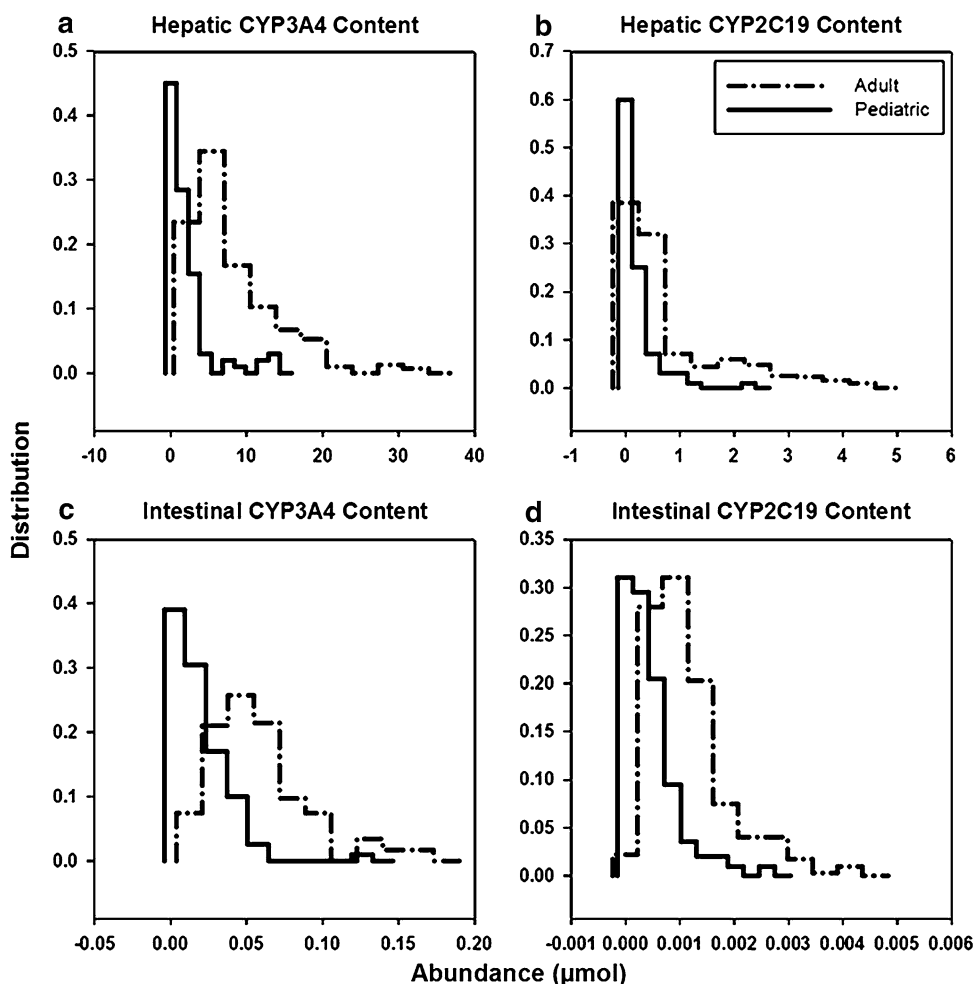 a Hepatic CYP3A4 Content
0.5
0.4
0.3
0.2
0.1
0.0
-10 0 10 20 30 40
b Hepatic CYP2C19 Content
0.7
0.6
0.5
0.4
0.3
0.2
0.1
0.0
Adult
Pediatric
-1 0 1 2 3 4 5 6
Distribution
c Intestinal CYP3A4 Content
0.5
0.4
0.3
0.2
0.1
0.0
-0.05 0.00 0.05 0.10 0.15 0.20
d Intestinal CYP2C19 Content
0.35
0.30
0.25
0.20
0.15
0.10
0.05
0.00
-0.001 0.000 0.001 0.002 0.003 0.004 0.005 0.006
Abundance (µmol)